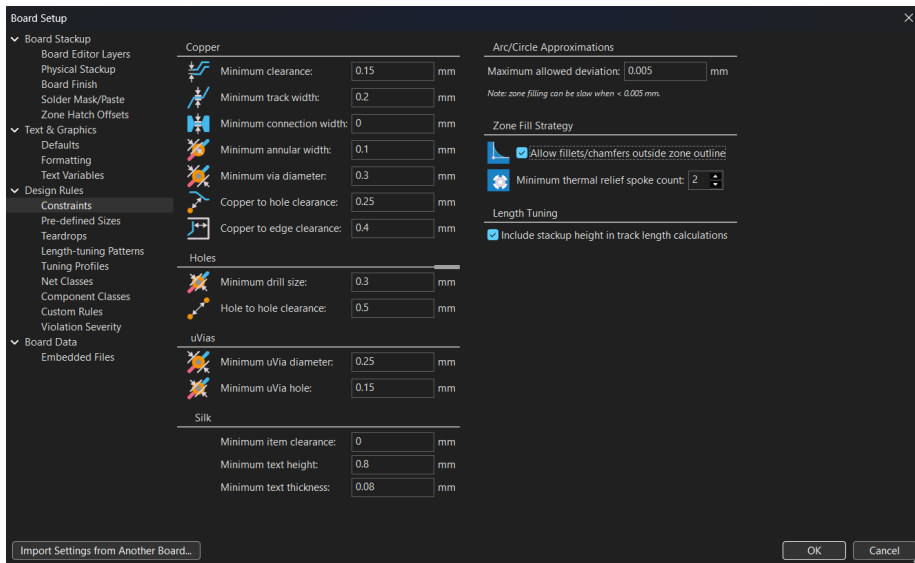 Board Setup
Board Stackup
Board Editor Layers
Physical Stackup
Board Finish
Solder Mask/Paste
Zone Hatch Offsets
Text & Graphics
Defaults
Formatting
Text Variables
Design Rules
Constraints
Pre-defined Sizes
Teardrops
Length-tuning Patterns
Tuning Profiles
Net Classes
Component Classes
Custom Rules
Violation Severity
Board Data
Embedded Files
Copper
Minimum clearance: 0.15 mm
Minimum track width: 0.2 mm
Minimum connection width: 0 mm
Minimum annular width: 0.1 mm
Minimum via diameter: 0.3 mm
Copper to hole clearance: 0.25 mm
Copper to edge clearance: 0.4 mm
Holes
Minimum drill size: 0.3 mm
Hole to hole clearance: 0.5 mm
uVias
Minimum uVia diameter: 0.25 mm
Minimum uVia hole: 0.15 mm
Silk
Minimum item clearance: 0 mm
Minimum text height: 0.8 mm
Minimum text thickness: 0.08 mm
Arc/Circle Approximations
Maximum allowed deviation: 0.005 mm
Note: zone filling can be slow when < 0.005 mm.
Zone Fill Strategy
Allow fillets/chamfers outside zone outline
Minimum thermal relief spoke count: 2
Length Tuning
Include stackup height in track length calculations
Import Settings from Another Board...
OK
Cancel